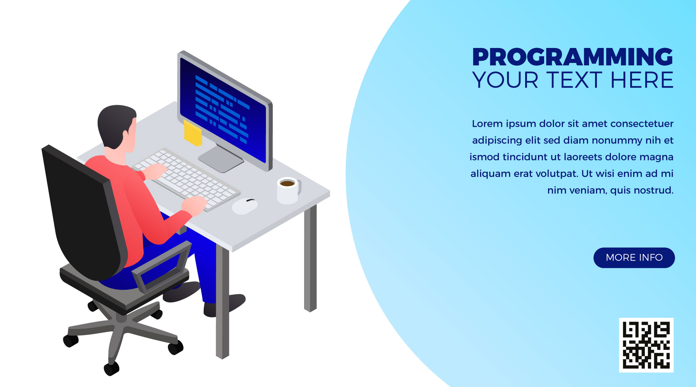 PROGRAMMING
YOUR TEXT HERE
Lorem ipsum dolor sit amet consectetuer
adipiscing elit sed diam nonummy nih et
ismod tincidunt ut laoreets dolore magna
aliquam erat volutpat. Ut wisi enim ad mi
nim veniam, quis nostrud.
MORE INFO